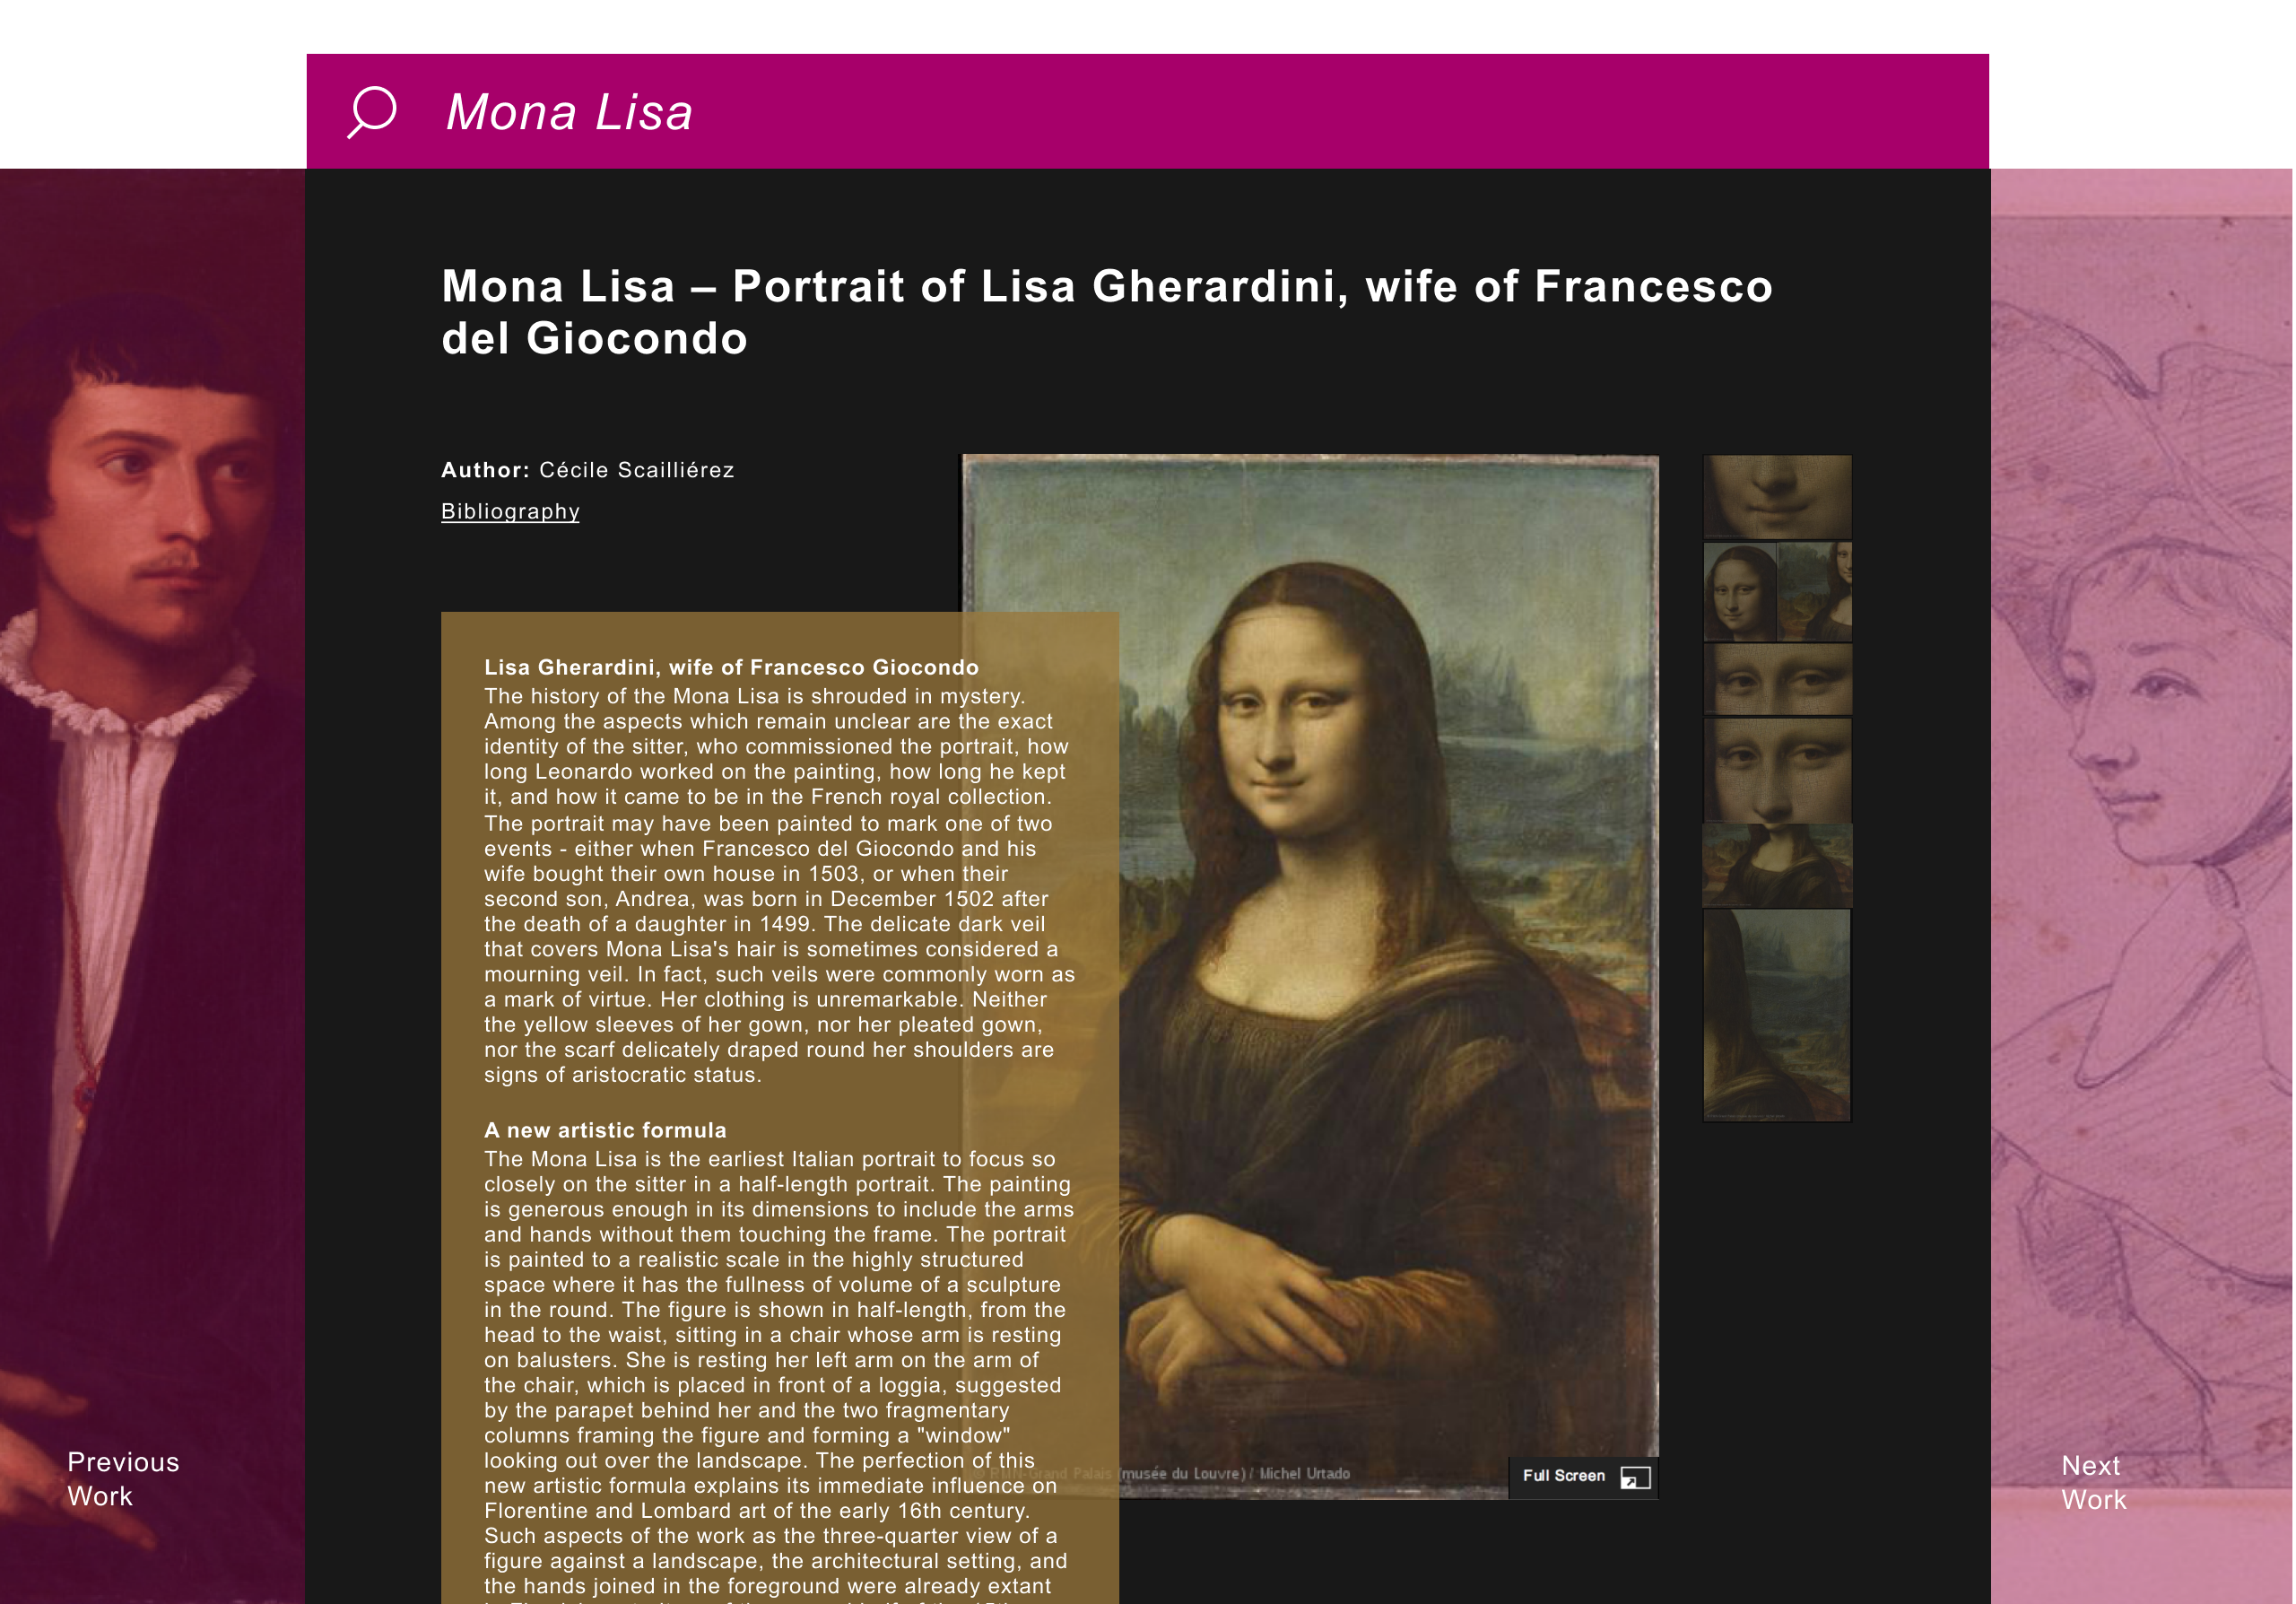 Mona Lisa
Mona Lisa – Portrait of Lisa Gherardini, wife of Francesco
del Giocondo
Author: Cécile Scailliérez
Bibliography
Lisa Gherardini, wife of Francesco Giocondo
The history of the Mona Lisa is shrouded in mystery.
Among the aspects which remain unclear are the exact
identity of the sitter, who commissioned the portrait, how
long Leonardo worked on the painting, how long he kept
it, and how it came to be in the French royal collection.
The portrait may have been painted to mark one of two
events - either when Francesco del Giocondo and his
wife bought their own house in 1503, or when their
second son, Andrea, was born in December 1502 after
the death of a daughter in 1499. The delicate dark veil
that covers Mona Lisa's hair is sometimes considered a
mourning veil. In fact, such veils were commonly worn as
a mark of virtue. Her clothing is unremarkable. Neither
the yellow sleeves of her gown, nor her pleated gown,
nor the scarf delicately draped round her shoulders are
signs of aristocratic status.
A new artistic formula
The Mona Lisa is the earliest Italian portrait to focus so
closely on the sitter in a half-length portrait. The painting
is generous enough in its dimensions to include the arms
and hands without them touching the frame. The portrait
is painted to a realistic scale in the highly structured
space where it has the fullness of volume of a sculpture
in the round. The figure is shown in half-length, from the
head to the waist, sitting in a chair whose arm is resting
on balusters. She is resting her left arm on the arm of
the chair, which is placed in front of a loggia, suggested
by the parapet behind her and the two fragmentary
columns framing the figure and forming a "window"
looking out over the landscape. The perfection of this
new artistic formula explains its immediate influence on
Florentine and Lombard art of the early 16th century.
Such aspects of the work as the three-quarter view of a
figure against a landscape, the architectural setting, and
the hands joined in the foreground were already extant
© RMN-Grand Palais (musée du Louvre) / Michel Urtado
Full Screen
Previous
Work
Next
Work